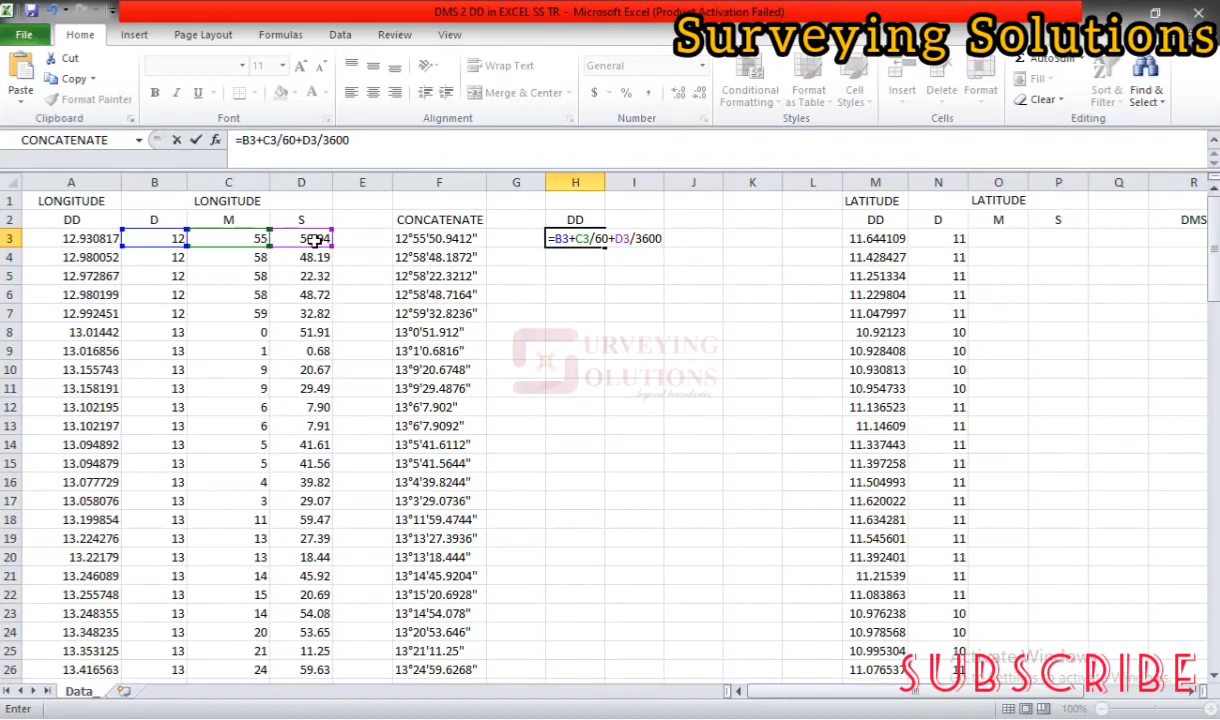 DMS 2 DD in EXCEL SS TR - Microsoft Excel (Product Activation Failed)
Surveying Solutions
File Home Insert Page Layout Formulas Data Review View
Paste
Cut
Copy
Format Painter
11 A A
B I U A
Wrap Text
Merge & Center
General
$ % ,
Conditional Formatting
Format as Table
Cell Styles
Insert
Delete
Format
AutoSum
Fill
Clear
Sort & Filter
Find & Select
Clipboard Font Alignment Number Styles Cells Editing
CONCATENATE fx =B3+C3/60+D3/3600
A B C D E F G H I J K L M N O P Q R
1 LONGITUDE LONGITUDE LATITUDE LATITUDE
2 DD D M S CONCATENATE DD DD D M S DMS
3 12.930817 12 55 =B3+C3/60+D3/3600 12°55'50.9412" 11.644109 11
4 12.980052 12 58 48.19 12°58'48.1872" 11.428427 11
5 12.972867 12 58 22.32 12°58'22.3212" 11.251334 11
6 12.980199 12 58 48.72 12°58'48.7164" 11.229804 11
7 12.992451 12 59 32.82 12°59'32.8236" 11.047997 11
8 13.01442 13 0 51.91 13°0'51.912" 10.92123 10
9 13.016856 13 1 0.68 13°1'0.6816" 10.928408 10
10 13.155743 13 9 20.67 13°9'20.6748" 10.930813 10
11 13.158191 13 9 29.49 13°9'29.4876" 10.954733 10
12 13.102195 13 6 7.90 13°6'7.902" 11.136523 11
13 13.102197 13 6 7.91 13°6'7.9092" 11.14609 11
14 13.094892 13 5 41.61 13°5'41.6112" 11.337443 11
15 13.094879 13 5 41.56 13°5'41.5644" 11.397258 11
16 13.077729 13 4 39.82 13°4'39.8244" 11.504993 11
17 13.058076 13 3 29.07 13°3'29.0736" 11.620022 11
18 13.199854 13 11 59.47 13°11'59.4744" 11.634281 11
19 13.224276 13 13 27.39 13°13'27.3936" 11.545601 11
20 13.22179 13 13 18.44 13°13'18.444" 11.392401 11
21 13.246089 13 14 45.92 13°14'45.9204" 11.21539 11
22 13.255748 13 15 20.69 13°15'20.6928" 11.083863 11
23 13.248355 13 14 54.08 13°14'54.078" 10.976238 10
24 13.348235 13 20 53.65 13°20'53.646" 10.978568 10
25 13.353125 13 21 11.25 13°21'11.25" 10.995304 10
26 13.416563 13 24 59.63 13°24'59.6268" 11.076537 11
URVEYING
OLUTIONS
...beyond boundaries
Activate Windows
SUBSCRIBE
Data_
Enter 100%